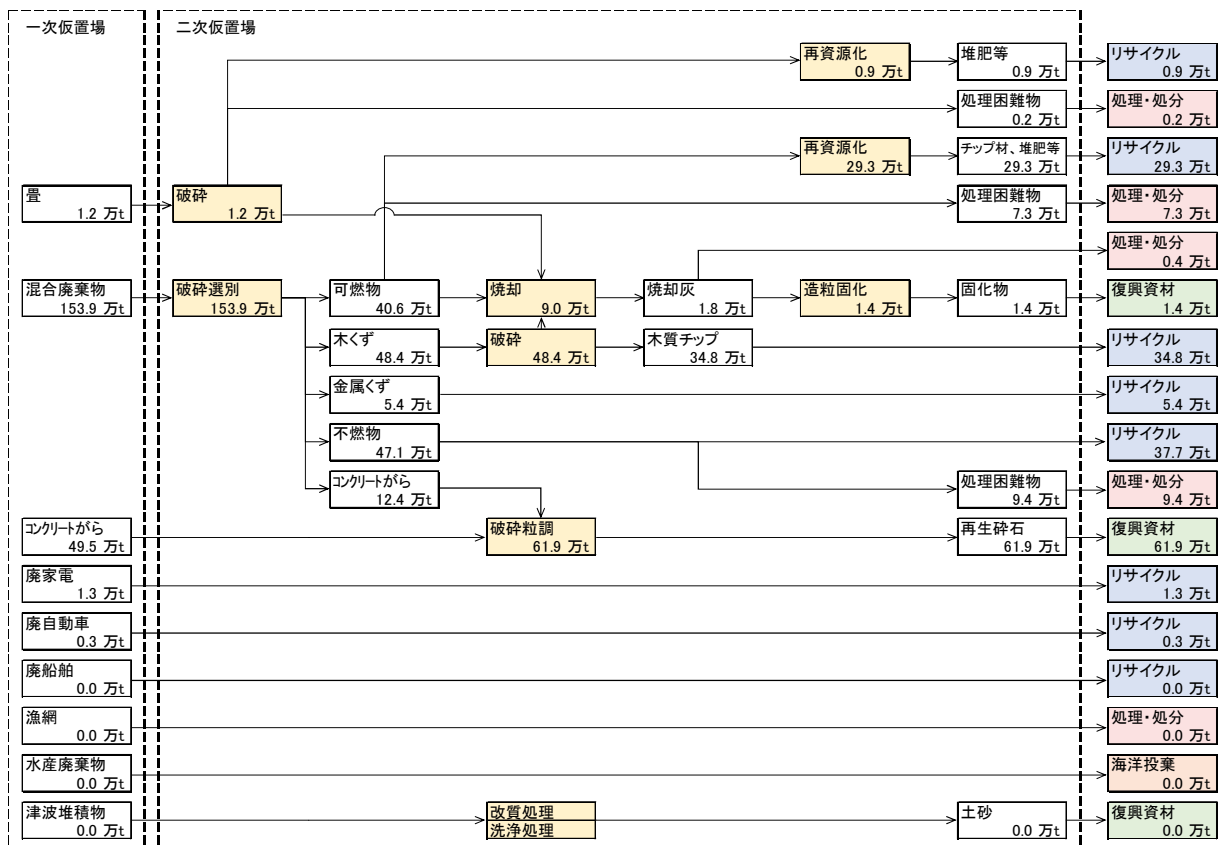 一次仮置場
二次仮置場
再資源化
0.9 万t
堆肥等
0.9 万t
リサイクル
0.9 万t
処理困難物
0.2 万t
処理・処分
0.2 万t
再資源化
29.3 万t
チップ材、堆肥等
29.3 万t
リサイクル
29.3 万t
畳
1.2 万t
破砕
1.2 万t
処理困難物
7.3 万t
処理・処分
7.3 万t
処理・処分
0.4 万t
混合廃棄物
153.9 万t
破砕選別
153.9 万t
可燃物
40.6 万t
焼却
9.0 万t
焼却灰
1.8 万t
造粒固化
1.4 万t
固化物
1.4 万t
復興資材
1.4 万t
木くず
48.4 万t
破砕
48.4 万t
木質チップ
34.8 万t
リサイクル
34.8 万t
金属くず
5.4 万t
リサイクル
5.4 万t
不燃物
47.1 万t
リサイクル
37.7 万t
コンクリートがら
12.4 万t
処理困難物
9.4 万t
処理・処分
9.4 万t
コンクリートがら
49.5 万t
破砕粒調
61.9 万t
再生砕石
61.9 万t
復興資材
61.9 万t
廃家電
1.3 万t
リサイクル
1.3 万t
廃自動車
0.3 万t
リサイクル
0.3 万t
廃船舶
0.0 万t
リサイクル
0.0 万t
漁網
0.0 万t
処理・処分
0.0 万t
水産廃棄物
0.0 万t
海洋投棄
0.0 万t
津波堆積物
0.0 万t
改質処理
洗浄処理
土砂
0.0 万t
復興資材
0.0 万t